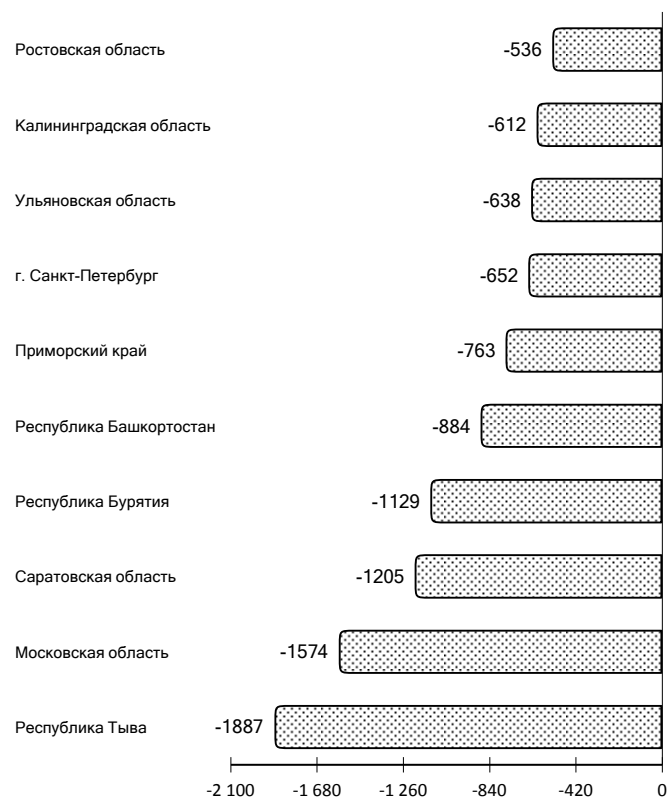 Ростовская область -536
Калининградская область -612
Ульяновская область -638
г. Санкт-Петербург -652
Приморский край -763
Республика Башкортостан -884
Республика Бурятия -1129
Саратовская область -1205
Московская область -1574
Республика Тыва -1887
-2 100 -1 680 -1 260 -840 -420 0